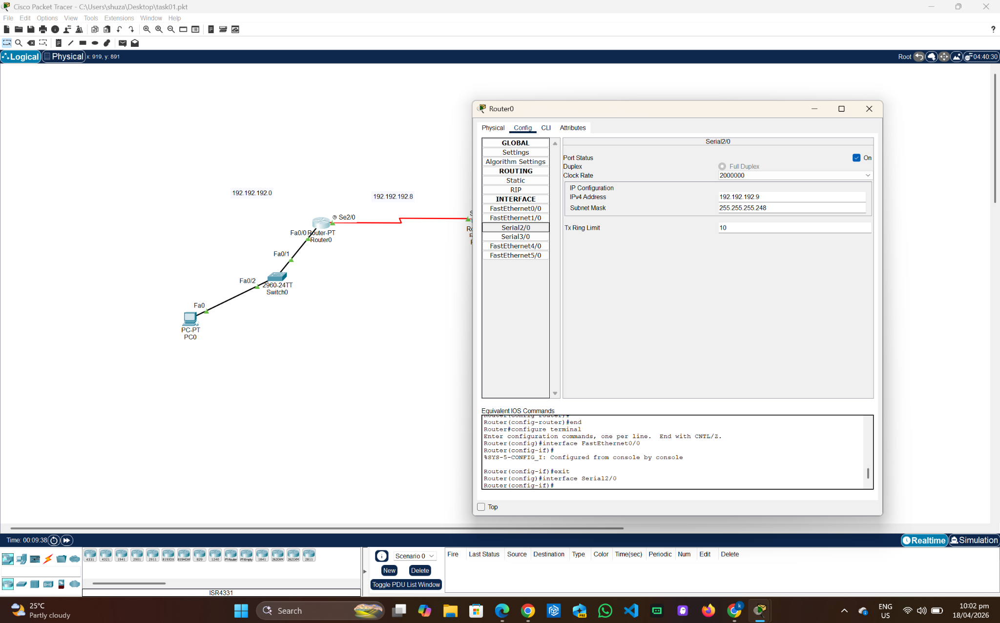 Cisco Packet Tracer - C:\Users\shuza\Desktop\task01.pkt
File Edit Options View Tools Extensions Window Help
?
Logical Physical x: 919, y: 891
Root 04:40:30
192.192.192.0
192.192.192.8
Se2/0
Fa0/0 Router-PT
Router0
Fa0/1
Fa0/2
2960-24TT
Switch0
Fa0
PC-PT
PC0
Router0
Physical Config CLI Attributes
GLOBAL
Settings
Algorithm Settings
ROUTING
Static
RIP
INTERFACE
FastEthernet0/0
FastEthernet1/0
Serial2/0
Serial3/0
FastEthernet4/0
FastEthernet5/0
Serial2/0
Port Status On
Duplex Full Duplex
Clock Rate 2000000
IP Configuration
IPv4 Address 192.192.192.9
Subnet Mask 255.255.255.248
Tx Ring Limit 10
Equivalent IOS Commands
Router(config-router)#
Router(config-router)#end
Router#configure terminal
Enter configuration commands, one per line. End with CNTL/Z.
Router(config)#interface FastEthernet0/0
Router(config-if)#
%SYS-5-CONFIG_I: Configured from console by console
Router(config-if)#exit
Router(config)#interface Serial2/0
Router(config-if)#
Top
Time: 00:09:38
Realtime Simulation
4331 4321 1941 2901 2911 819IOX 819HGW 829 1240 PT-Router PT-Empty 1841 2620XM 2621XM 2811
ISR4331
Scenario 0
New Delete
Toggle PDU List Window
Fire Last Status Source Destination Type Color Time(sec) Periodic Num Edit Delete
25°C
Partly cloudy
Search
PRE
k
ENG
US
10:02 pm
18/04/2026